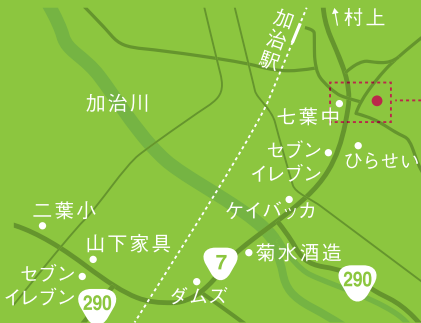 ↑村上
加治駅
加治川
七葉中
セブン
イレブン
ひらせい
ケイバッカ
二葉小
山下家具
菊水酒造
7
290
セブン
イレブン
290
ダムズ